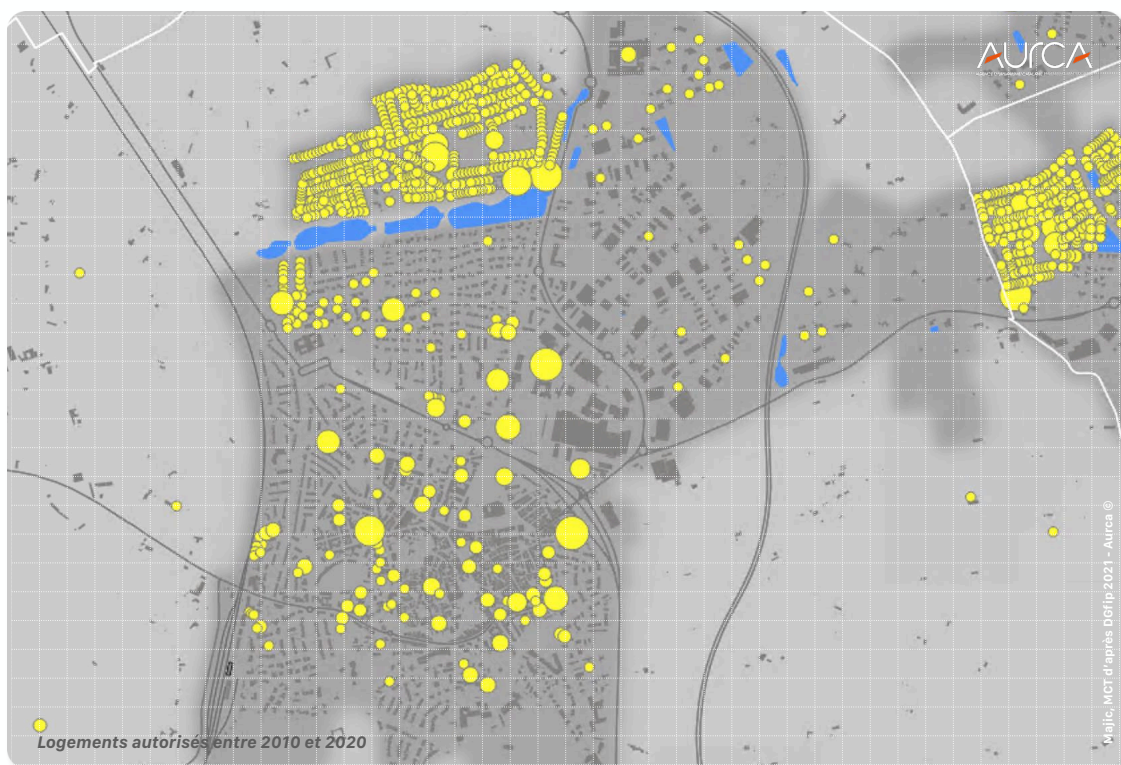 AURCA
Logements autorisés entre 2010 et 2020
Majic, MCT d'après DGfip 2021 - Aurca ©